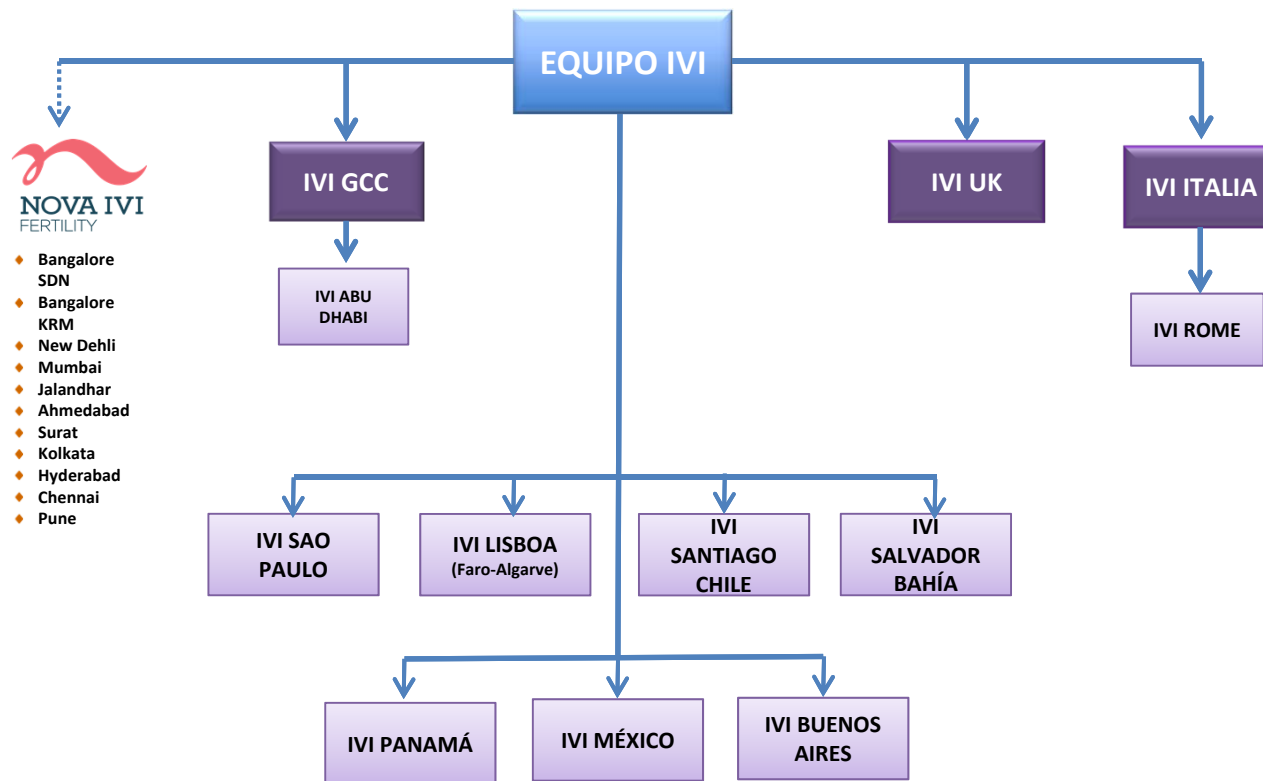 EQUIPO IVI
NOVA IVI
FERTILITY
IVI GCC
IVI UK
IVI ITALIA
Bangalore
SDN
Bangalore
KRM
New Dehli
Mumbai
Jalandhar
Ahmedabad
Surat
Kolkata
Hyderabad
Chennai
Pune
IVI ABU
DHABI
IVI ROME
IVI SAO
PAULO
IVI LISBOA
(Faro-Algarve)
IVI
SANTIAGO
CHILE
IVI
SALVADOR
BAHÍA
IVI PANAMÁ
IVI MÉXICO
IVI BUENOS
AIRES